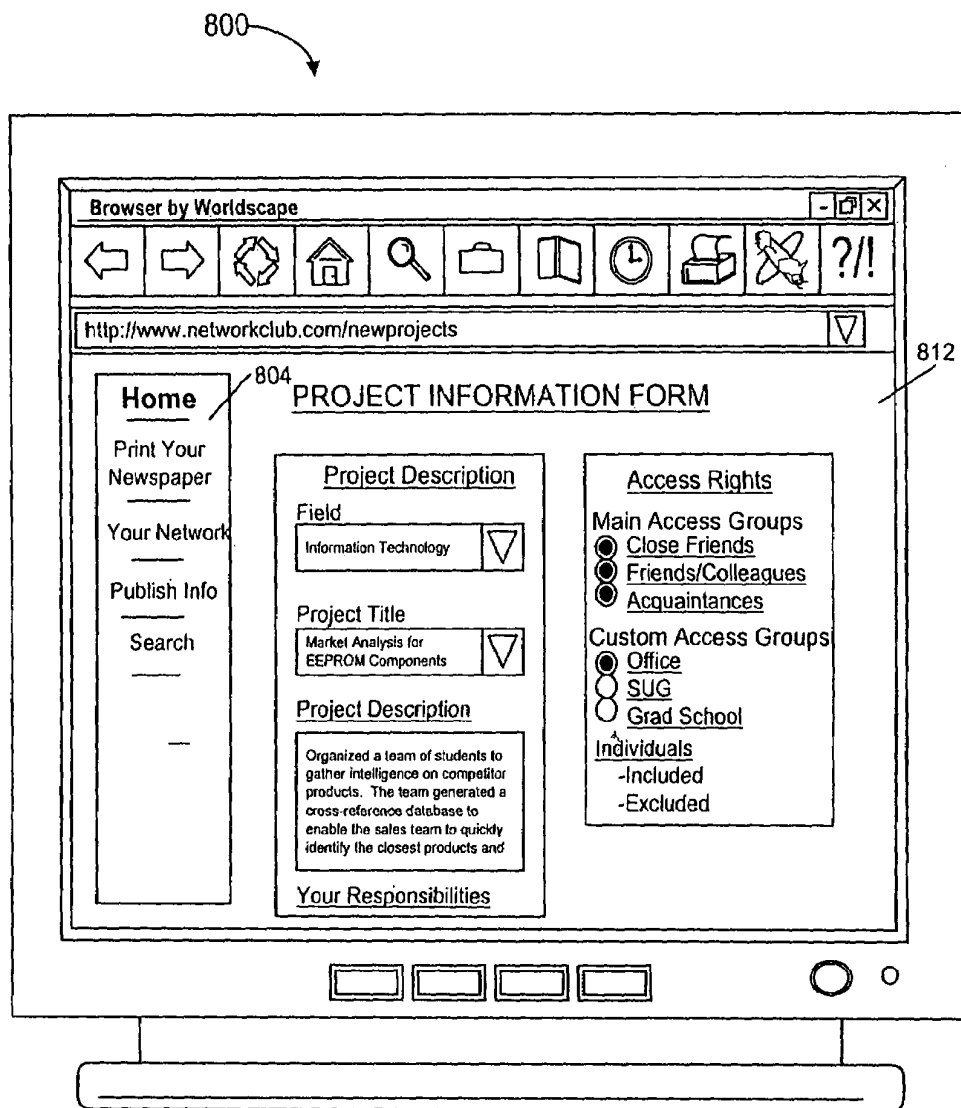 800
Browser by Worldscape
?/!
http://www.networkclub.com/newprojects
812
804
Home
Print Your
Newspaper
Your Network
Publish Info
Search
PROJECT INFORMATION FORM
Project Description
Field
Information Technology
Project Title
Market Analysis for
EEPROM Components
Project Description
Organized a team of students to
gather intelligence on competitor
products. The team generated a
cross-reference database to
enable the sales team to quickly
identify the closest products and
Your Responsibilities
Access Rights
Main Access Groups
Close Friends
Friends/Colleagues
Acquaintances
Custom Access Groups
Office
SUG
Grad School
Individuals
-Included
-Excluded